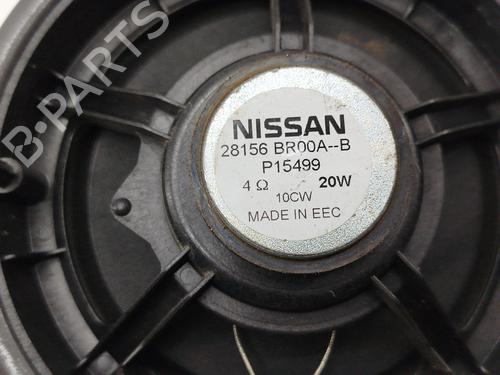 B-PARTS
NISSAN
28156 BR00A--B
P15499
4 Ω 20W
10CW
MADE IN EEC